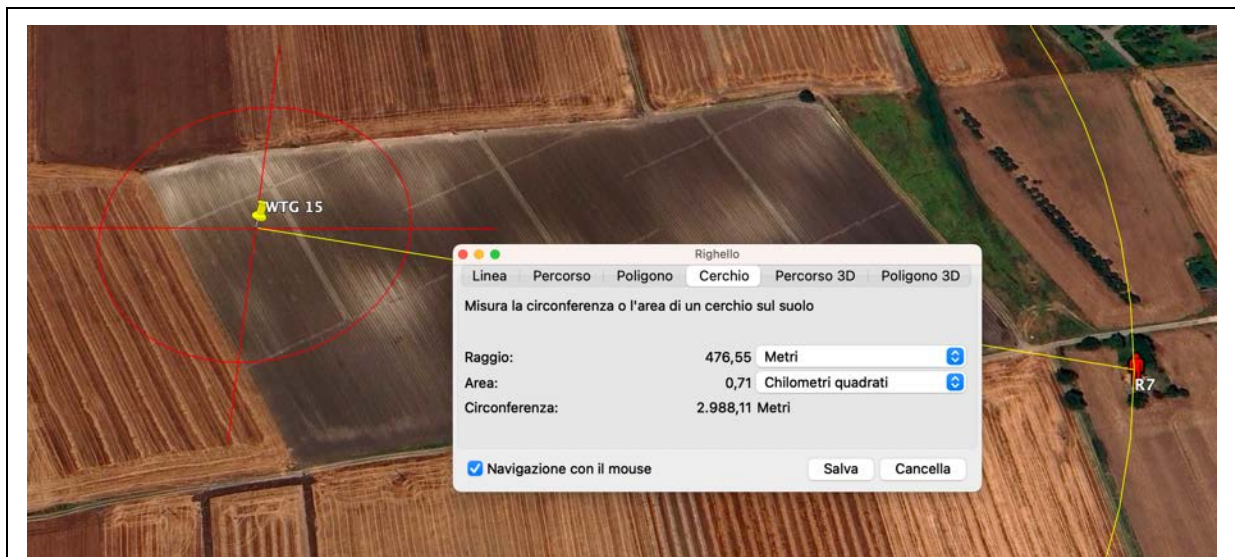 WTG 15
Righello
Linea Percorso Poligono Cerchio Percorso 3D Poligono 3D
Misura la circonferenza o l'area di un cerchio sul suolo
Raggio: 476,55 Metri
Area: 0,71 Chilometri quadrati
Circonferenza: 2.988,11 Metri
R7
Navigazione con il mouse Salva Cancella